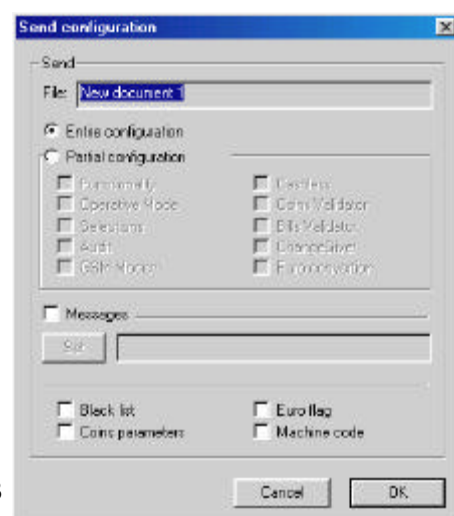 Send configuration
Send
File: New document 1
Entire configuration
Partial configuration
Functionality Cashless
Operative Mode Coins Validator
Selections Bills Validator
Audit ChangeGiver
GSM Modem
Messages
Set
Black list Euro flag
Coins parameters Machine code
Cancel OK
s